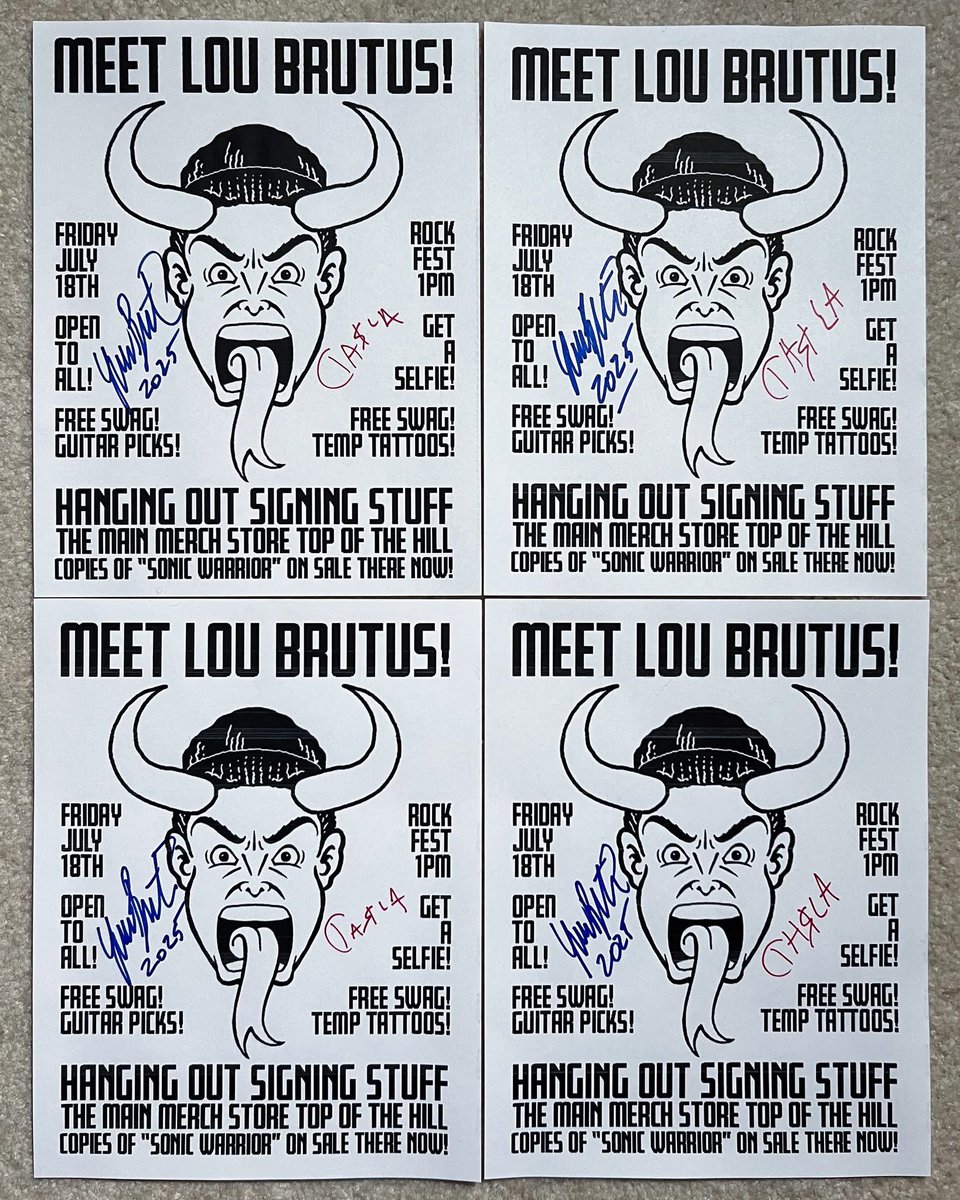 MEET LOU BRUTUS!
FRIDAY
JULY
18TH
OPEN
TO
ALL!
2025
FREE SWAG!
GUITAR PICKS!
ROCK
FEST
1PM
GET
A
SELFIE!
FREE SWAG!
TEMP TATTOOS!
HANGING OUT SIGNING STUFF
THE MAIN MERCH STORE TOP OF THE HILL
COPIES OF "SONIC WARRIOR" ON SALE THERE NOW!
MEET LOU BRUTUS!
FRIDAY
JULY
18TH
OPEN
TO
ALL!
2025
FREE SWAG!
GUITAR PICKS!
ROCK
FEST
1PM
GET
A
SELFIE!
FREE SWAG!
TEMP TATTOOS!
HANGING OUT SIGNING STUFF
THE MAIN MERCH STORE TOP OF THE HILL
COPIES OF "SONIC WARRIOR" ON SALE THERE NOW!
MEET LOU BRUTUS!
FRIDAY
JULY
18TH
OPEN
TO
ALL!
2025
FREE SWAG!
GUITAR PICKS!
ROCK
FEST
1PM
GET
A
SELFIE!
FREE SWAG!
TEMP TATTOOS!
HANGING OUT SIGNING STUFF
THE MAIN MERCH STORE TOP OF THE HILL
COPIES OF "SONIC WARRIOR" ON SALE THERE NOW!
MEET LOU BRUTUS!
FRIDAY
JULY
18TH
OPEN
TO
ALL!
2025
FREE SWAG!
GUITAR PICKS!
ROCK
FEST
1PM
GET
A
SELFIE!
FREE SWAG!
TEMP TATTOOS!
HANGING OUT SIGNING STUFF
THE MAIN MERCH STORE TOP OF THE HILL
COPIES OF "SONIC WARRIOR" ON SALE THERE NOW!